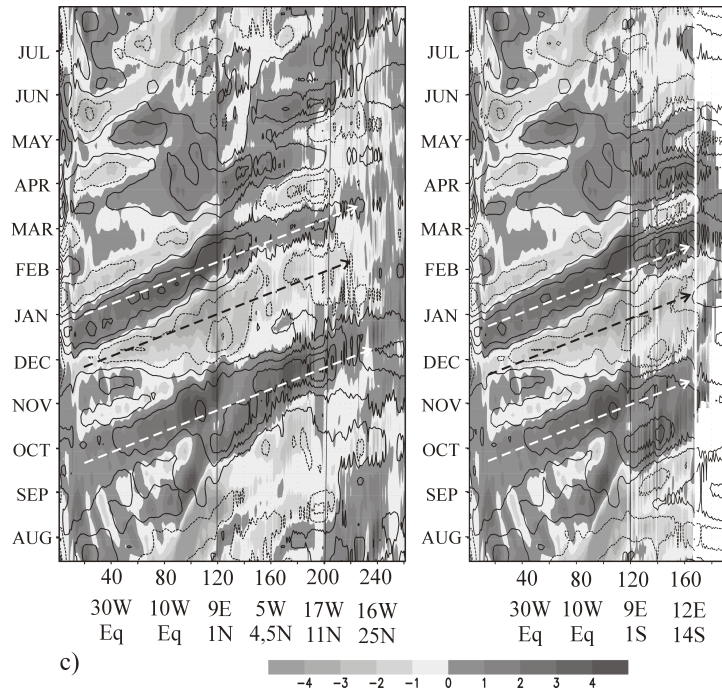 JUL
JUN
MAY
APR
MAR
FEB
JAN
DEC
NOV
OCT
SEP
AUG
40 80 120 160 200 240
30W 10W 9E 5W 17W 16W
Eq Eq 1N 4,5N 11N 25N
JUL
JUN
MAY
APR
MAR
FEB
JAN
DEC
NOV
OCT
SEP
AUG
40 80 120 160
30W 10W 9E 12E
Eq Eq 1S 14S
c)
−4 −3 −2 −1 0 1 2 3 4